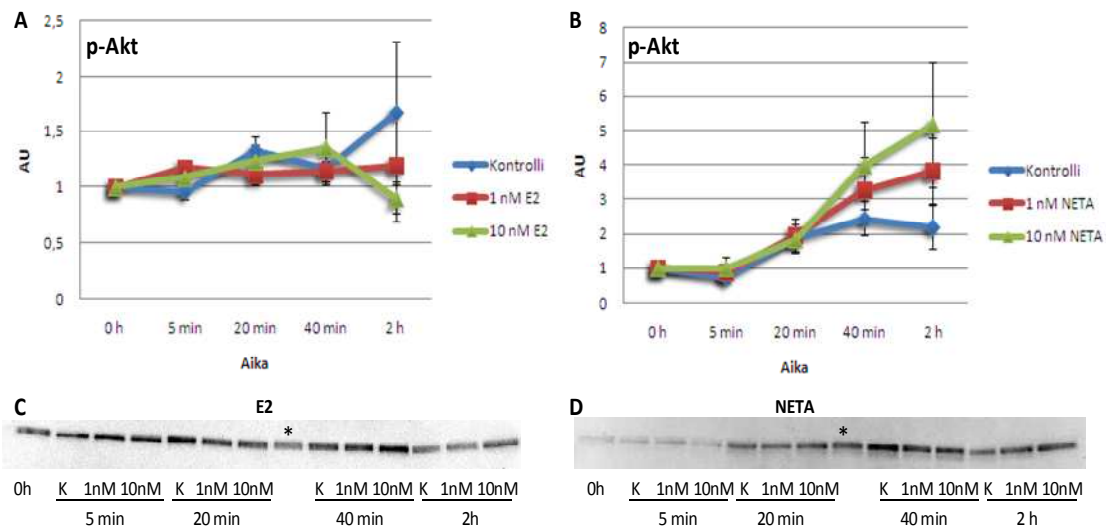 A
p-Akt
2,5
2
1,5
1
0,5
0
AU
0 h 5 min 20 min 40 min 2 h
Aika
Kontrolli
1 nM E2
10 nM E2
B
p-Akt
8
7
6
5
4
3
2
1
0
AU
0 h 5 min 20 min 40 min 2 h
Aika
Kontrolli
1 nM NETA
10 nM NETA
C
E2
*
0h K 1nM 10nM K 1nM 10nM K 1nM 10nM K 1nM 10nM
5 min 20 min 40 min 2h
D
NETA
*
0h K 1nM 10nM K 1nM 10nM K 1nM 10nM K 1nM 10nM
5 min 20 min 40 min 2 h